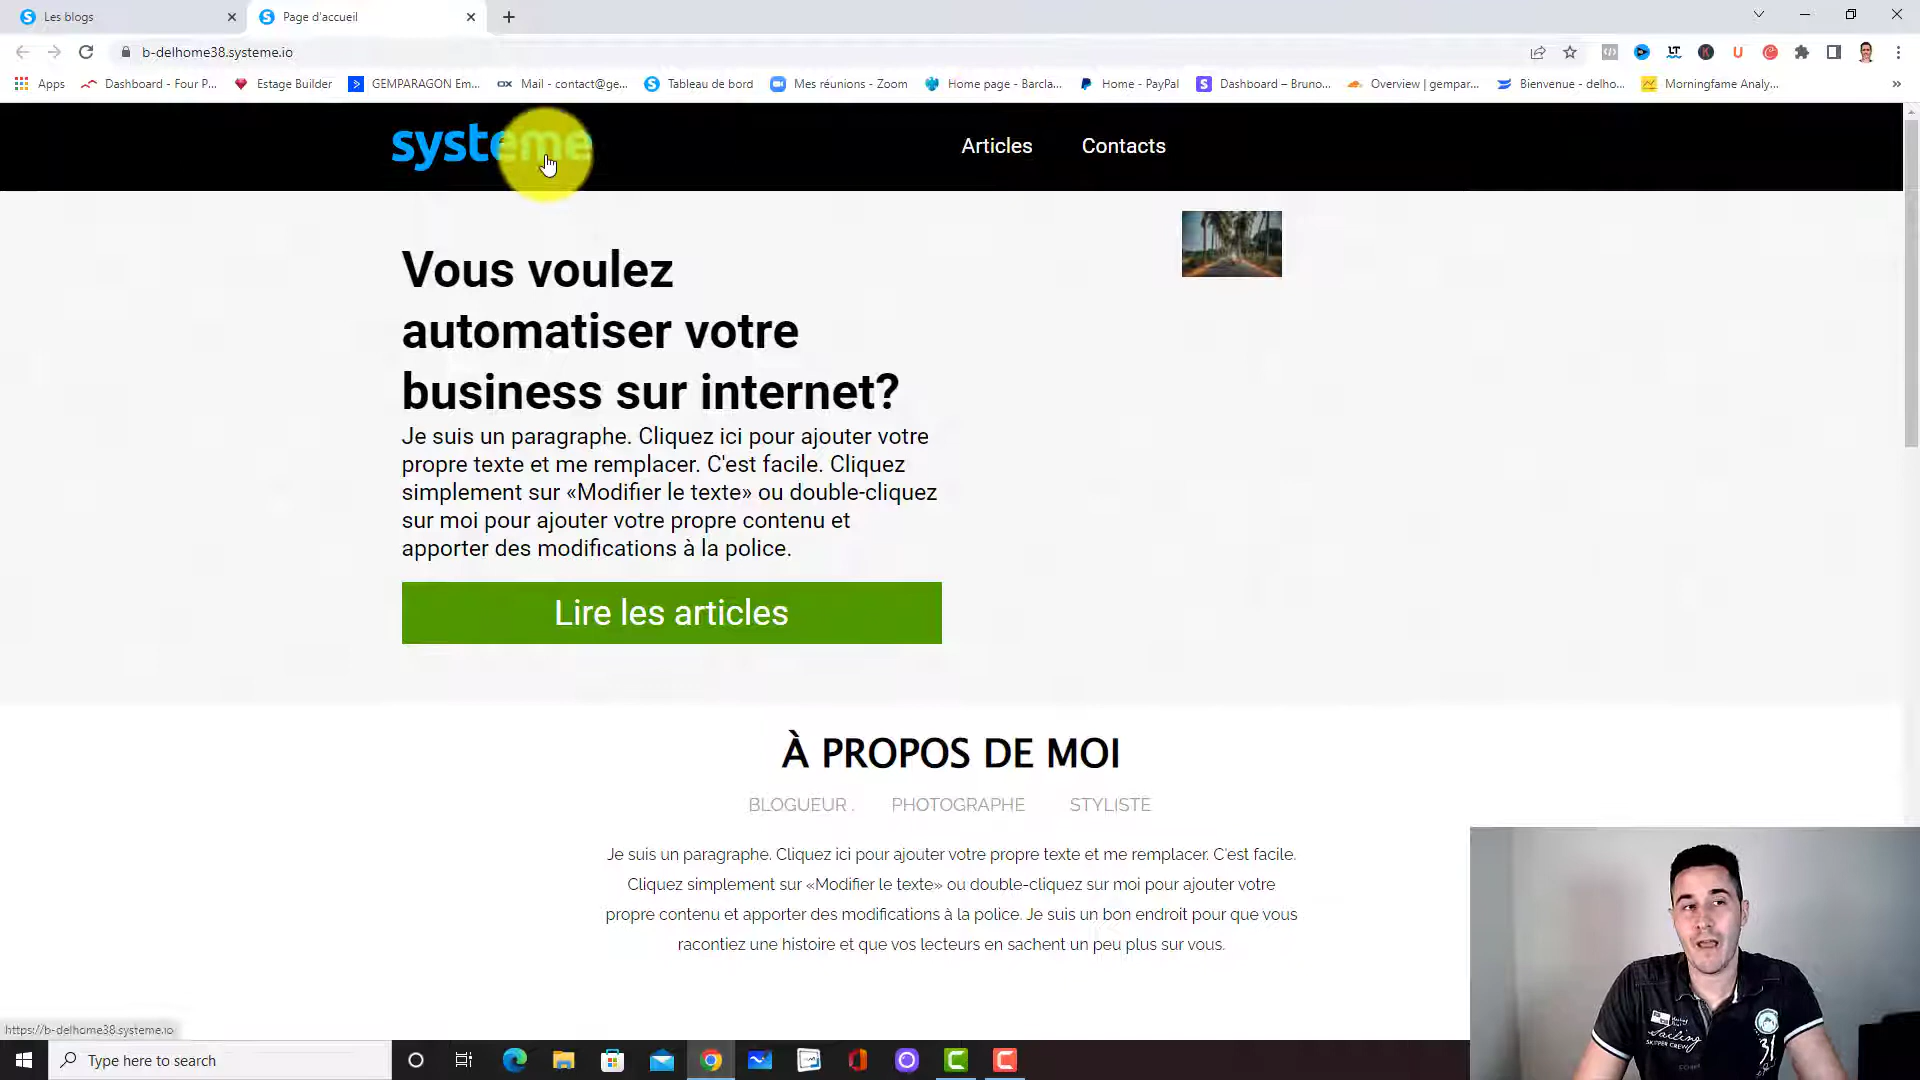 Les blogs
Page d'accueil
b-delhome38.systeme.io
Apps
Dashboard - Four P...
Estage Builder
GEMPARAGON Em...
Mail - contact@ge...
Tableau de bord
Mes réunions - Zoom
Home page - Barcla...
Home - PayPal
Dashboard – Bruno...
Overview | gempar...
Bienvenue - delho...
Morningfame Analy...
systeme
Articles
Contacts
Vous voulez
automatiser votre
business sur internet?
Je suis un paragraphe. Cliquez ici pour ajouter votre
propre texte et me remplacer. C'est facile. Cliquez
simplement sur «Modifier le texte» ou double-cliquez
sur moi pour ajouter votre propre contenu et
apporter des modifications à la police.
Lire les articles
À PROPOS DE MOI
BLOGUEUR . PHOTOGRAPHE STYLISTE
Je suis un paragraphe. Cliquez ici pour ajouter votre propre texte et me remplacer. C'est facile.
Cliquez simplement sur «Modifier le texte» ou double-cliquez sur moi pour ajouter votre
propre contenu et apporter des modifications à la police. Je suis un bon endroit pour que vous
racontiez une histoire et que vos lecteurs en sachent un peu plus sur vous.
https://b-delhome38.systeme.io
Type here to search
Sailing
SKIPPER CREW
31